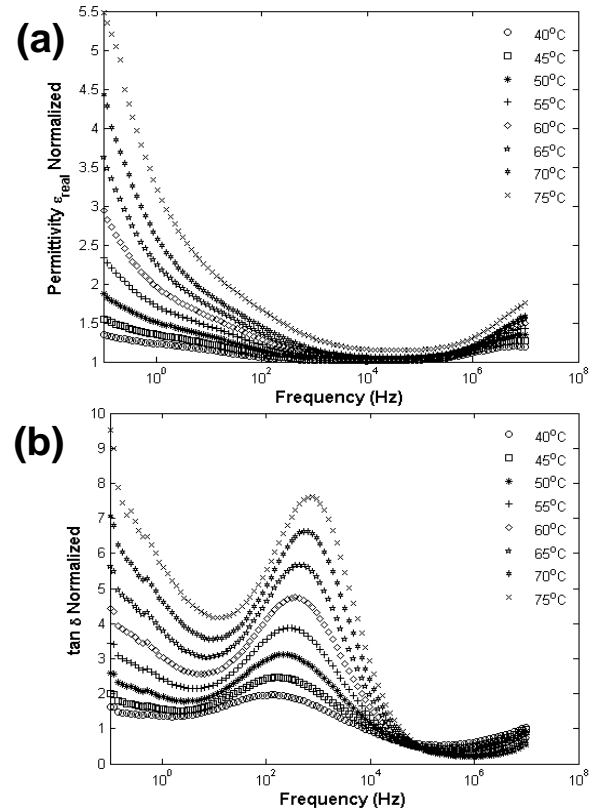 (a)
5.5
5
4.5
4
3.5
3
2.5
2
1.5
1
Permittivity εreal Normalized
10^0
10^2
10^4
10^6
10^8
Frequency (Hz)
40°C
45°C
50°C
55°C
60°C
65°C
70°C
75°C
(b)
10
9
8
7
6
5
4
3
2
1
0
tan δ Normalized
10^0
10^2
10^4
10^6
10^8
Frequency (Hz)
40°C
45°C
50°C
55°C
60°C
65°C
70°C
75°C